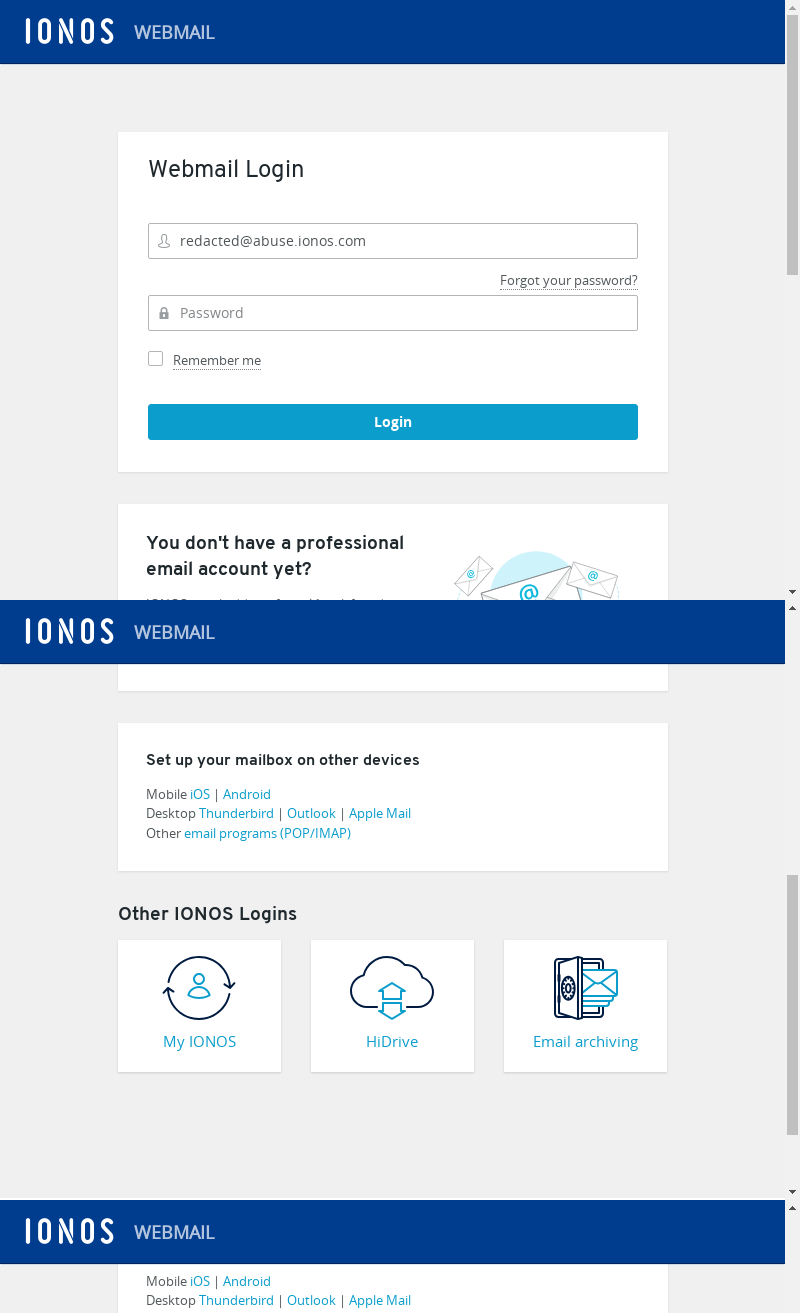 IONOS WEBMAIL
Webmail Login
redacted@abuse.ionos.com
Forgot your password?
Password
Remember me
Login
You don't have a professional
email account yet?
IONOS WEBMAIL
Set up your mailbox on other devices
Mobile iOS | Android
Desktop Thunderbird | Outlook | Apple Mail
Other email programs (POP/IMAP)
Other IONOS Logins
My IONOS
HiDrive
Email archiving
IONOS WEBMAIL
Mobile iOS | Android
Desktop Thunderbird | Outlook | Apple Mail